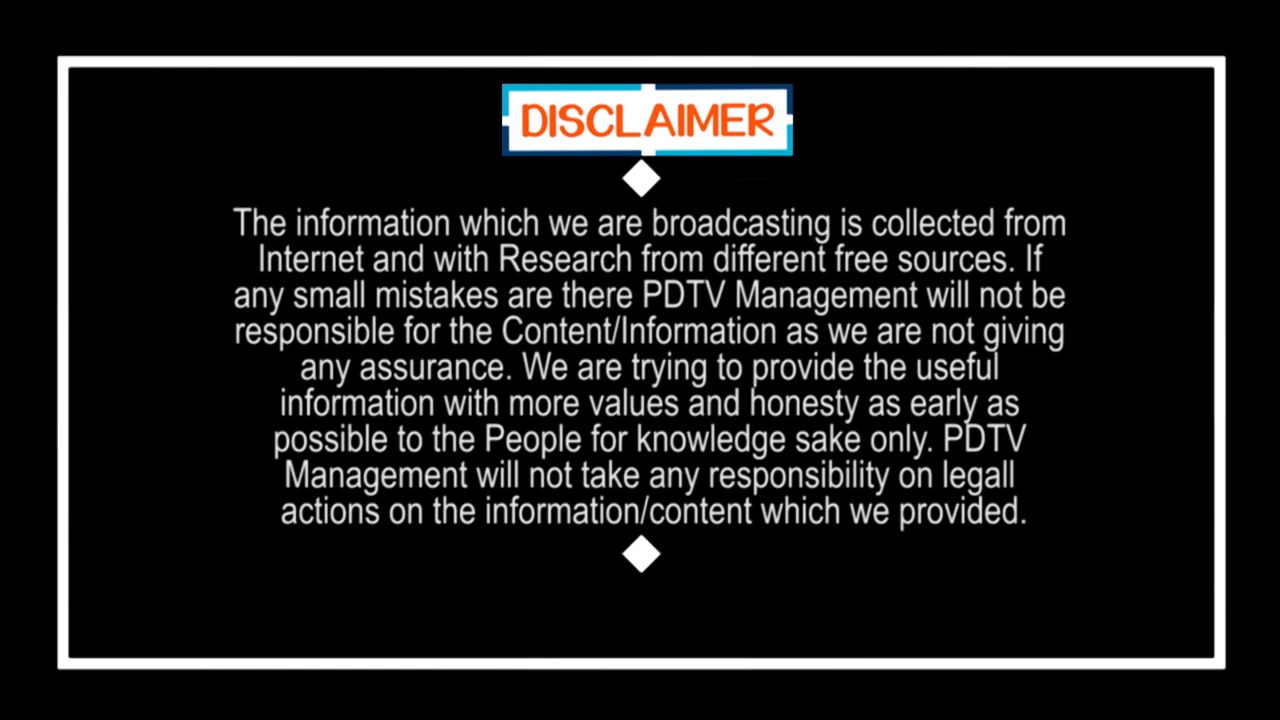 DISCLAIMER
The information which we are broadcasting is collected from
Internet and with Research from different free sources. If
any small mistakes are there PDTV Management will not be
responsible for the Content/Information as we are not giving
any assurance. We are trying to provide the useful
information with more values and honesty as early as
possible to the People for knowledge sake only. PDTV
Management will not take any responsibility on legall
actions on the information/content which we provided.